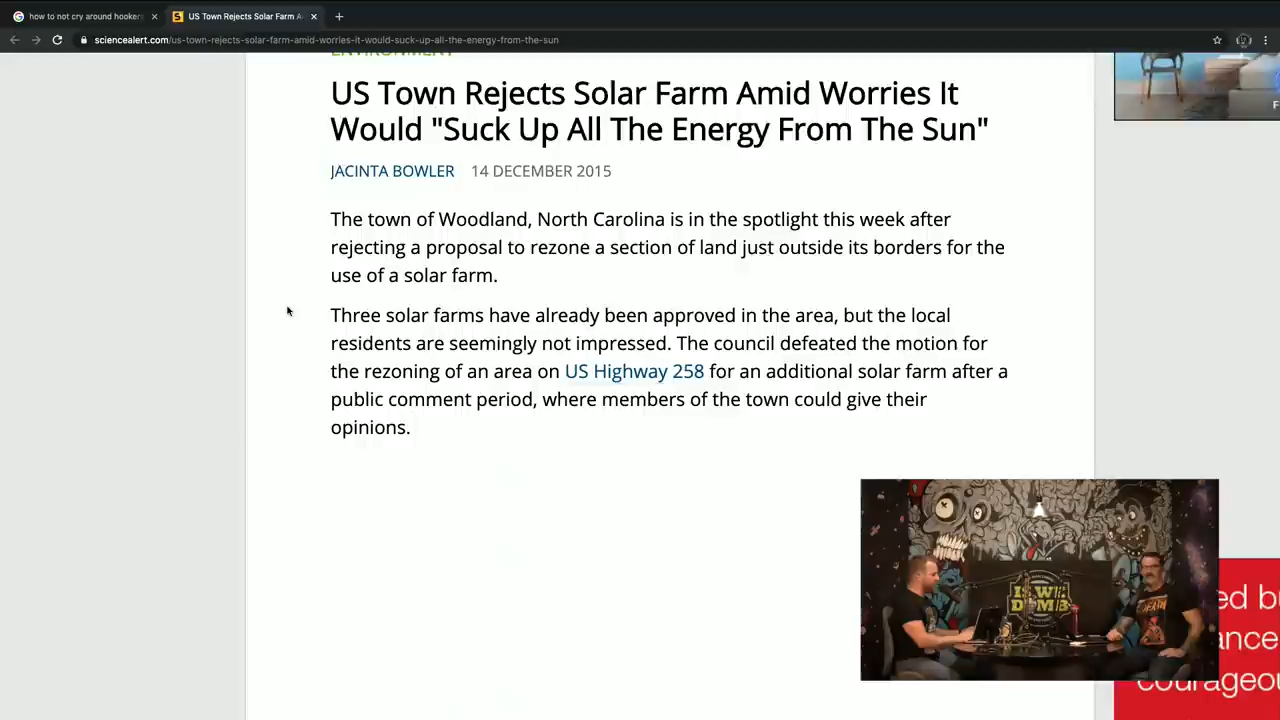 how to not cry around hookers
US Town Rejects Solar Farm A
sciencealert.com/us-town-rejects-solar-farm-amid-worries-it-would-suck-up-all-the-energy-from-the-sun
ENVIRONMENT
US Town Rejects Solar Farm Amid Worries It
Would "Suck Up All The Energy From The Sun"
JACINTA BOWLER 14 DECEMBER 2015
The town of Woodland, North Carolina is in the spotlight this week after
rejecting a proposal to rezone a section of land just outside its borders for the
use of a solar farm.
Three solar farms have already been approved in the area, but the local
residents are seemingly not impressed. The council defeated the motion for
the rezoning of an area on US Highway 258 for an additional solar farm after a
public comment period, where members of the town could give their
opinions.
F
ed bu
ance
courageou